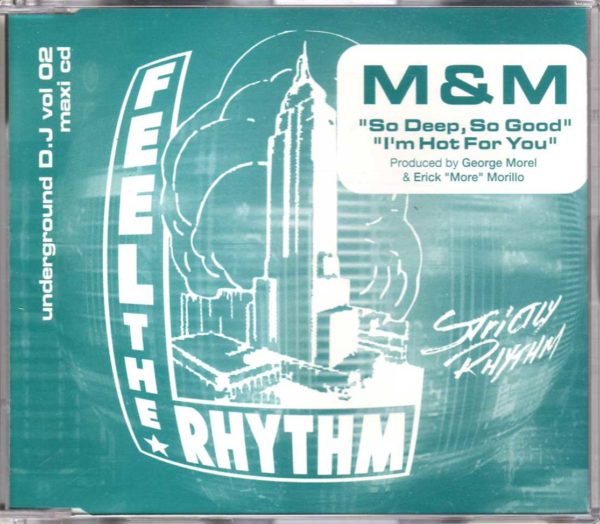 underground D.J vol 02
maxi cd
FEEL THE
RHYTHM
M&M
"So Deep, So Good"
"I'm Hot For You"
Produced by George Morel
& Erick "More" Morillo
STRICTLY
RHYTHM